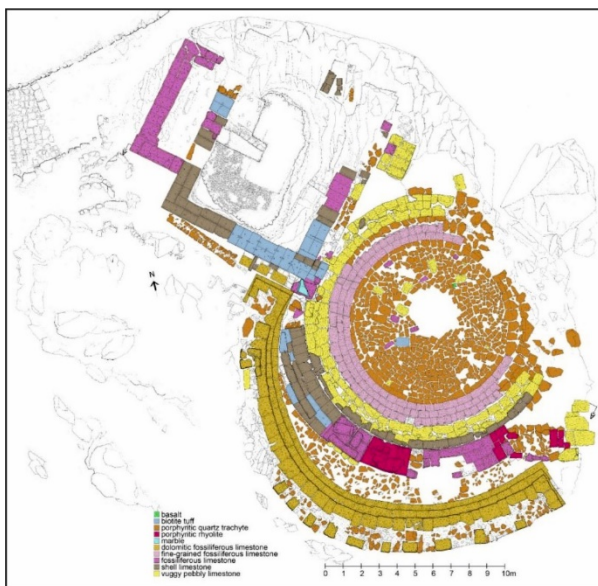 N
basalt
biotite tuff
porphyritic quartz trachyte
porphyritic rhyolite
marble
dolomitic fossiliferous limestone
fine-grained fossiliferous limestone
fossiliferous limestone
shell limestone
vuggy pebbly limestone
0 1 2 3 4 5 6 7 8 9 10m